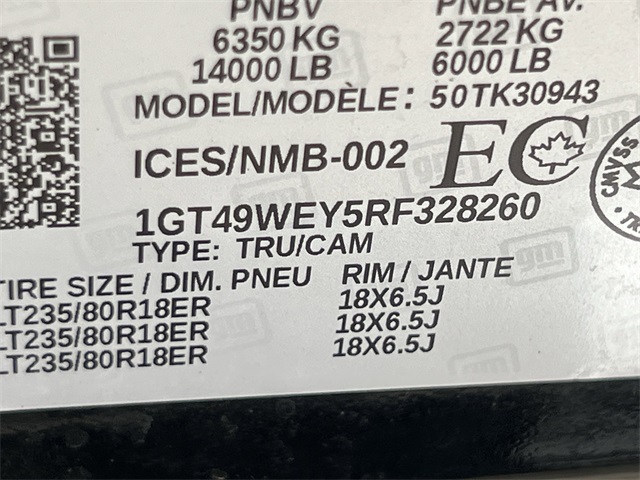 PNBV PNBE AV.
6350 KG 2722 KG
14000 LB 6000 LB
MODEL/MODÈLE: 50TK30943
ICES/NMB-002 EC
CMVSS
1GT49WEY5RF328260
TYPE: TRU/CAM
TIRE SIZE / DIM. PNEU RIM / JANTE
LT235/80R18ER 18X6.5J
LT235/80R18ER 18X6.5J
LT235/80R18ER 18X6.5J
gm